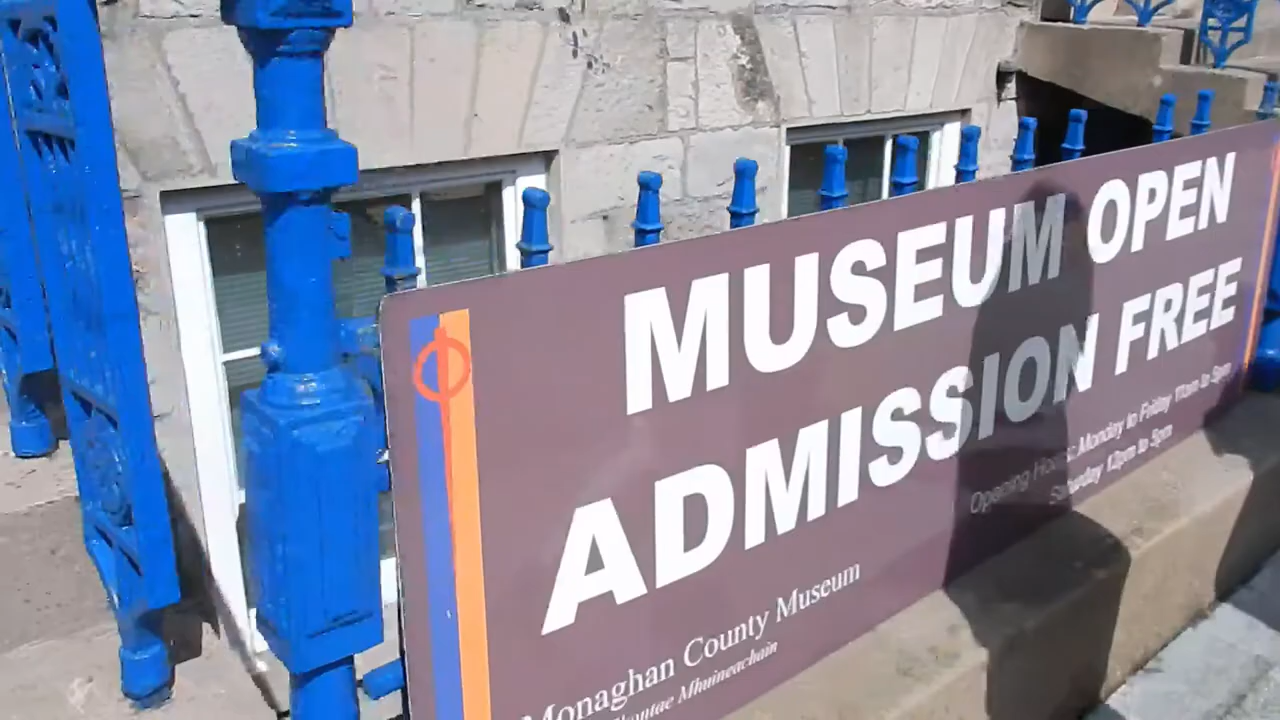 MUSEUM OPEN
ADMISSION FREE
Opening Hours: Monday to Friday 11am to 5pm
Saturday 12pm to 5pm
Monaghan County Museum
Mhuineachain